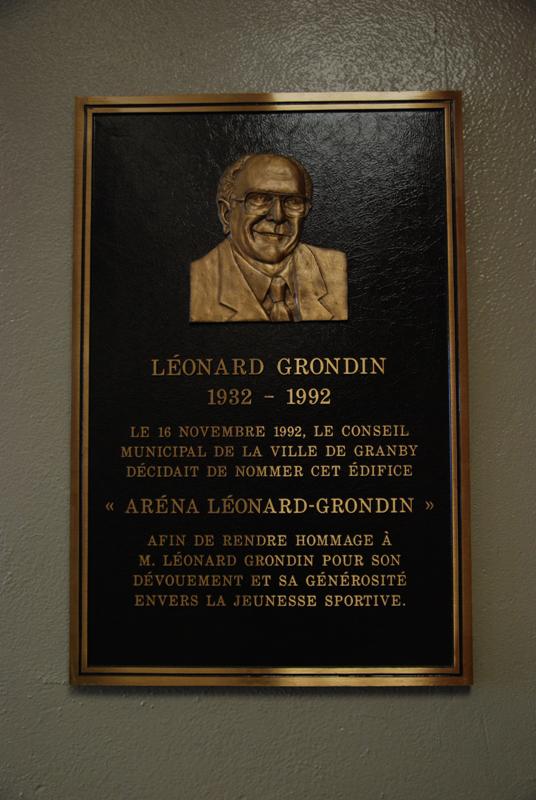 LÉONARD GRONDIN
1932 – 1992
LE 16 NOVEMBRE 1992, LE CONSEIL
MUNICIPAL DE LA VILLE DE GRANBY
DÉCIDAIT DE NOMMER CET ÉDIFICE
« ARÉNA LÉONARD-GRONDIN »
AFIN DE RENDRE HOMMAGE À
M. LÉONARD GRONDIN POUR SON
DÉVOUEMENT ET SA GÉNÉROSITÉ
ENVERS LA JEUNESSE SPORTIVE.